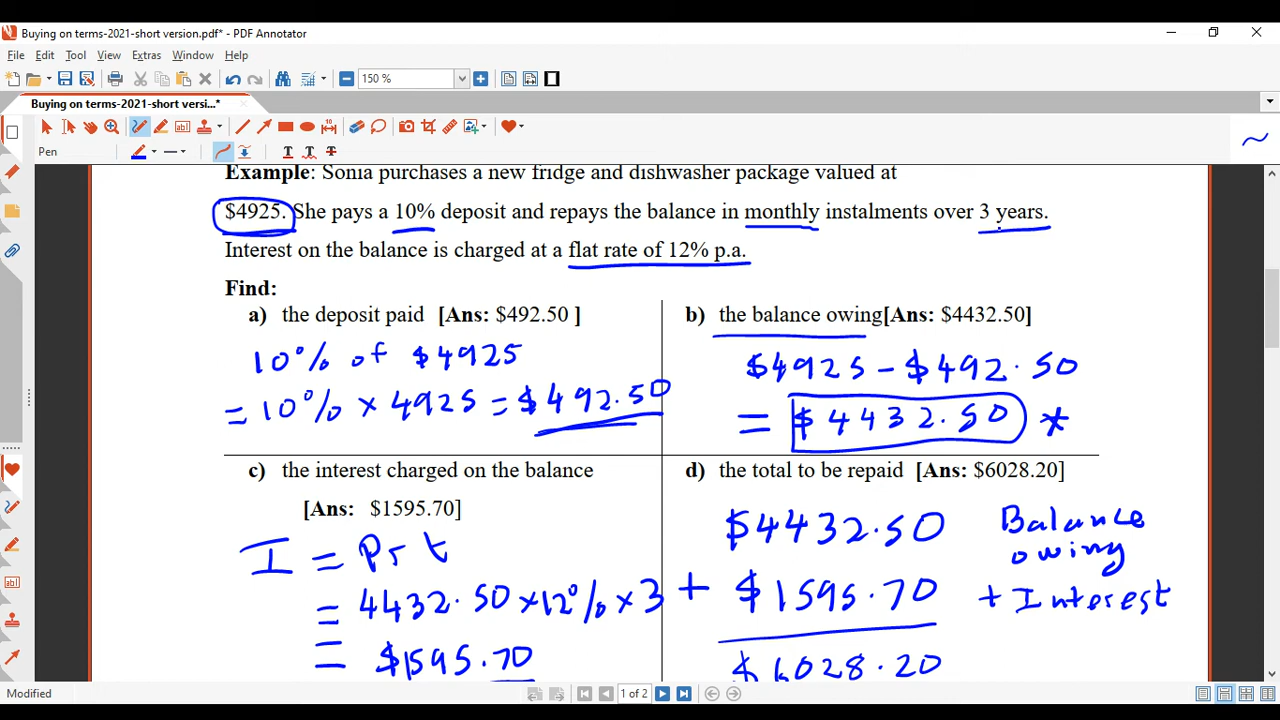 Buying on terms-2021-short version.pdf* - PDF Annotator
File Edit Tool View Extras Window Help
150 %
Buying on terms-2021-short versi...*
Pen
Example: Sonia purchases a new fridge and dishwasher package valued at
$4925. She pays a 10% deposit and repays the balance in monthly instalments over 3 years.
Interest on the balance is charged at a flat rate of 12% p.a.
Find:
a) the deposit paid [Ans: $492.50 ]
10% of $4925
= 10% × 4925 = $492.50
b) the balance owing[Ans: $4432.50]
$4925 - $492.50
= $4432.50 *
c) the interest charged on the balance
[Ans: $1595.70]
I = Prt
= 4432.50 × 12% × 3
= $1595.70
d) the total to be repaid [Ans: $6028.20]
$4432.50
+ $1595.70
$6028.20
Balance
owing
+ Interest
Modified
1 of 2